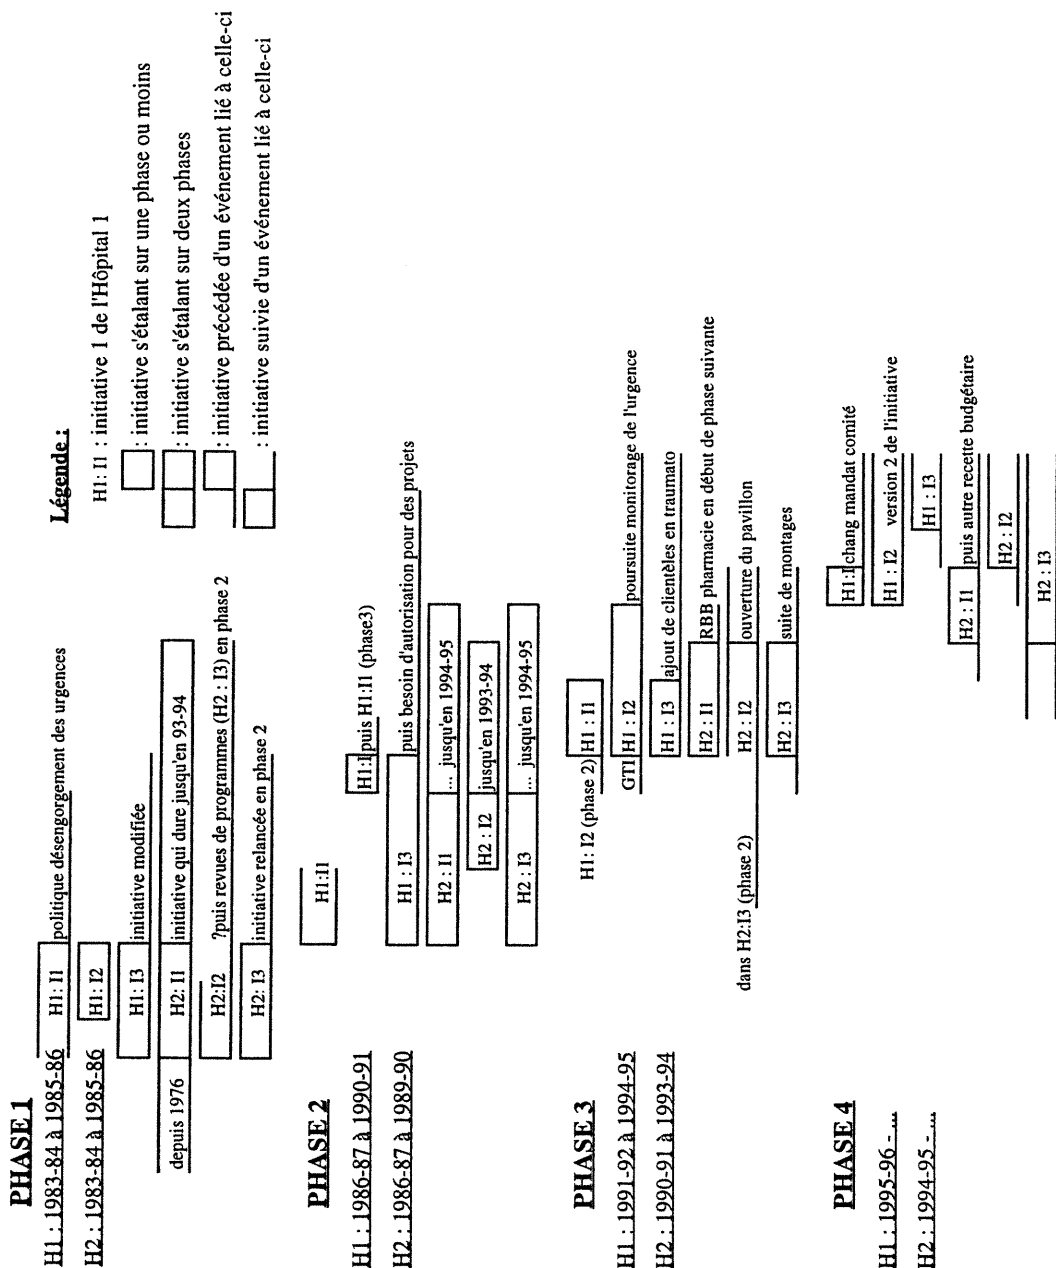 Légende :
H1: I1 : initiative 1 de l'Hôpital 1
: initiative s'étalant sur une phase ou moins
: initiative s'étalant sur deux phases
: initiative précédée d'un événement lié à celle-ci
: initiative suivie d'un événement lié à celle-ci
PHASE 1
H1 : 1983-84 à 1985-86
H2 : 1983-84 à 1985-86
H1: I1 politique désengorgement des urgences
H1: I2
H1: I3 initiative modifiée
depuis 1976 H2: I1 initiative qui dure jusqu'en 93-94
H2:I2 ?puis revues de programmes (H2 : I3) en phase 2
H2: I3 initiative relancée en phase 2
PHASE 2
H1 : 1986-87 à 1990-91
H2 : 1986-87 à 1989-90
H1:I1
H1:I puis H1:I1 (phase3)
H1 : I3 puis besoin d'autorisation pour des projets
H2 : I1 ... jusqu'en 1994-95
H2 : I2 jusqu'en 1993-94
H2 : I3 ... jusqu'en 1994-95
PHASE 3
H1 : 1991-92 à 1994-95
H2 : 1990-91 à 1993-94
H1: I2 (phase 2) H1 : I1
GTI H1 : I2 poursuite monitorage de l'urgence
H1 : I3 ajout de clientèles en traumato
H2 : I1 RBB pharmacie en début de phase suivante
dans H2:I3 (phase 2) H2 : I2 ouverture du pavillon
H2 : I3 suite de montages
PHASE 4
H1 : 1995-96 - ...
H2 : 1994-95 - ...
H1:I chang mandat comité
H1 : I2 version 2 de l'initiative
H1 : I3
H2 : I1 puis autre recette budgétaire
H2 : I2
H2 : I3